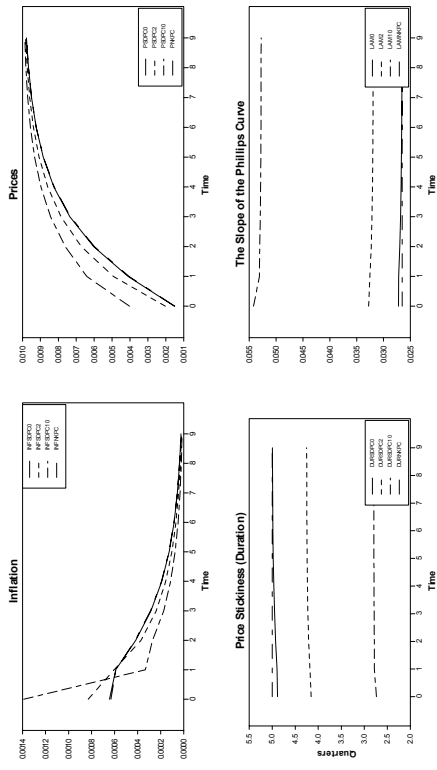 Inflation
0.0014
0.0012
0.0010
0.0008
0.0006
0.0004
0.0002
0.0000
INFSDPC0
INFSDPC2
INFSDPC10
INFNKPC
0 1 2 3 4 5 6 7 8 9
Time
Prices
0.010
0.009
0.008
0.007
0.006
0.005
0.004
0.003
0.002
0.001
PSDPC0
PSDPC2
PSDPC10
PNKPC
0 1 2 3 4 5 6 7 8 9
Time
Price Stickiness (Duration)
Quarters
5.5
5.0
4.5
4.0
3.5
3.0
2.5
2.0
DURSDPC0
DURSDPC2
DURSDPC10
DURNKPC
0 1 2 3 4 5 6 7 8 9
Time
The Slope of the Phillips Curve
0.055
0.050
0.045
0.040
0.035
0.030
0.025
LAM0
LAM2
LAM10
LAMNKPC
0 1 2 3 4 5 6 7 8 9
Time